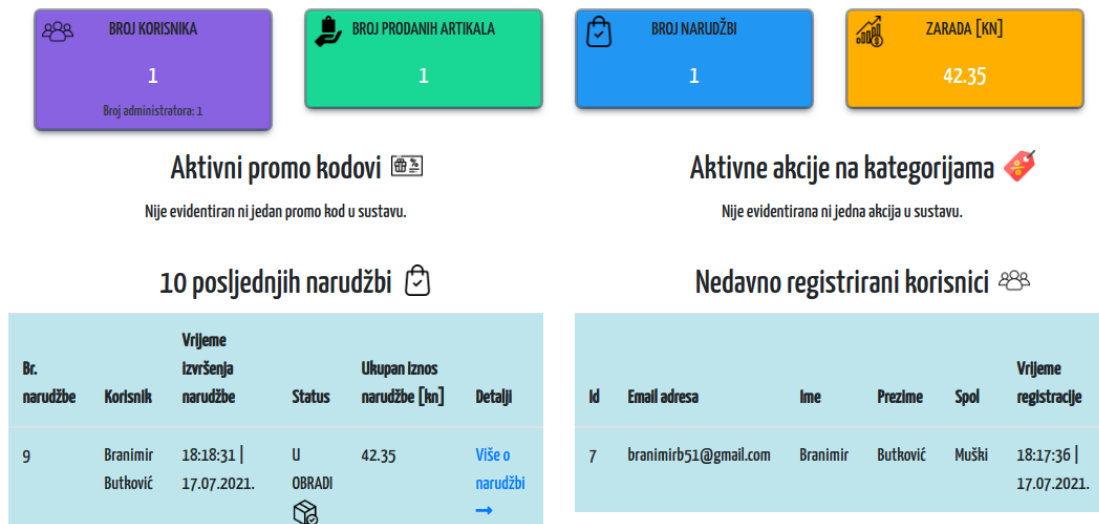 BROJ KORISNIKA
1
Broj administratora: 1
BROJ PRODANIH ARTIKALA
1
BROJ NARUDŽBI
1
ZARADA [KN]
42.35
Aktivni promo kodovi
Nije evidentiran ni jedan promo kod u sustavu.
Aktivne akcije na kategorijama
Nije evidentirana ni jedna akcija u sustavu.
10 posljednjih narudžbi
Br.
narudžbe
Korisnik
Vrijeme
izvršenja
narudžbe
Status
Ukupan iznos
narudžbe [kn]
Detalji
9
Branimir
Butković
18:18:31 |
17.07.2021.
U
OBRADI
42.35
Više o
narudžbi
→
Nedavno registrirani korisnici
Id
Email adresa
Ime
Prezime
Spol
Vrijeme
registracije
7
branimirb51@gmail.com
Branimir
Butković
Muški
18:17:36 |
17.07.2021.